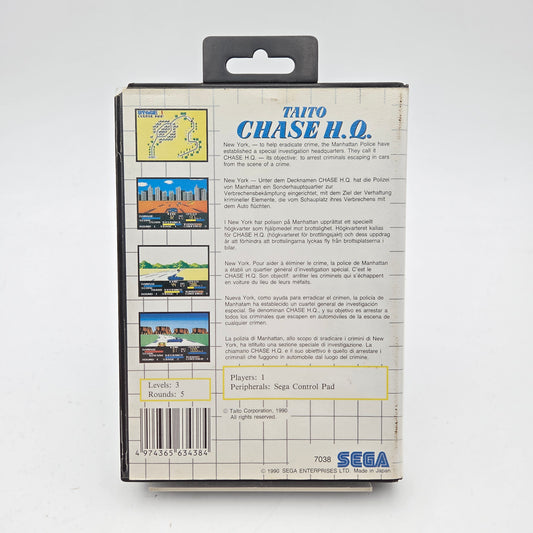 TAITO
CHASE H.Q.
New York. — to help eradicate crime, the Manhattan Police have
established a special investigation headquarters. They call it
CHASE H.Q. — its objective: to arrest criminals escaping in cars
from the scene of a crime.
New York — Unter dem Decknamen CHASE H.Q. hat die Polizei
von Manhattan ein Sonderhauptquartier zur
Verbrechensbekämpfung eingerichtet, mit dem Ziel der Verhaftung
krimineller Elemente, die vom Schauplatz ihres Verbrechens mit
dem Auto flüchten.
I New York har polisen på Manhattan upprättat ett speciellt
högkvarter som hjälpmedel mot brottslighet. Högkvarteret kallas
för CHASE H.Q. (högkvarteret för brottlingsjakt) och dess uppdrag
är att förhindra att brottslingarna lyckas fly från brottsplatserna i
bilar.
New York. Pour aider à éliminer le crime, la police de Manhattan
a établi un quartier general d'investigation special. C'est le
CHASE H.Q. Son objectif: arrêter les criminels qui s'échappent
en voiture du lieu de leurs méfaits.
Nueva York, como ayuda para erradicar el crimen, la policía de
Manhatam ha establecido un cuartel general de investigación
especial. Se denominan CHASE H.Q., y su objetivo es arrestar a
todos los criminales que escapan en automóviles de la escena de
cualquier crimen.
La polizia di Manhattan, allo scopo di sradicare i crimini di New
York, ha istituito una sezione speciale di investigazione. La
chiamano CHASE H.Q. e il suo obiettivo è quello di arrestare i
criminali che fuggono in automobile dal luogo del crimine.
Levels: 3
Rounds: 5
Players: 1
Peripherals: Sega Control Pad
© Taito Corporation, 1990
All rights reserved.
4 974365 634384
7038
SEGA
© 1990 SEGA ENTERPRISES LTD. Made in Japan